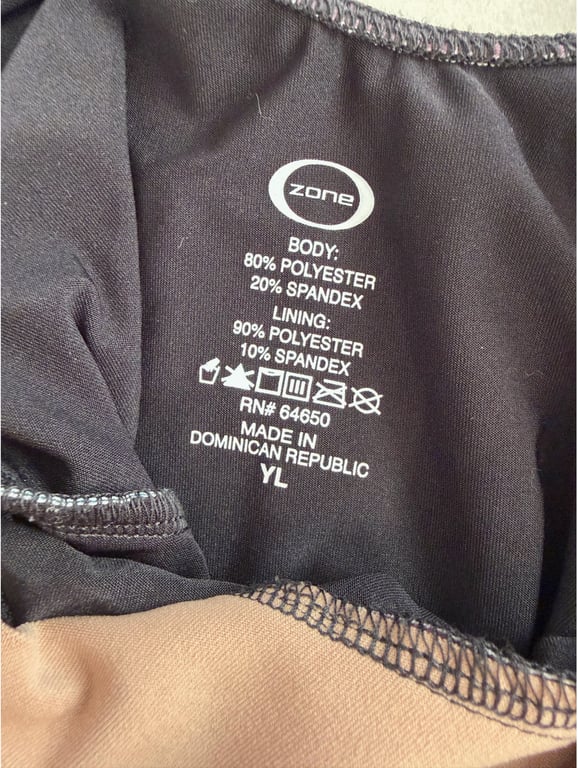 zone
BODY:
80% POLYESTER
20% SPANDEX
LINING:
90% POLYESTER
10% SPANDEX
RN# 64650
MADE IN
DOMINICAN REPUBLIC
YL